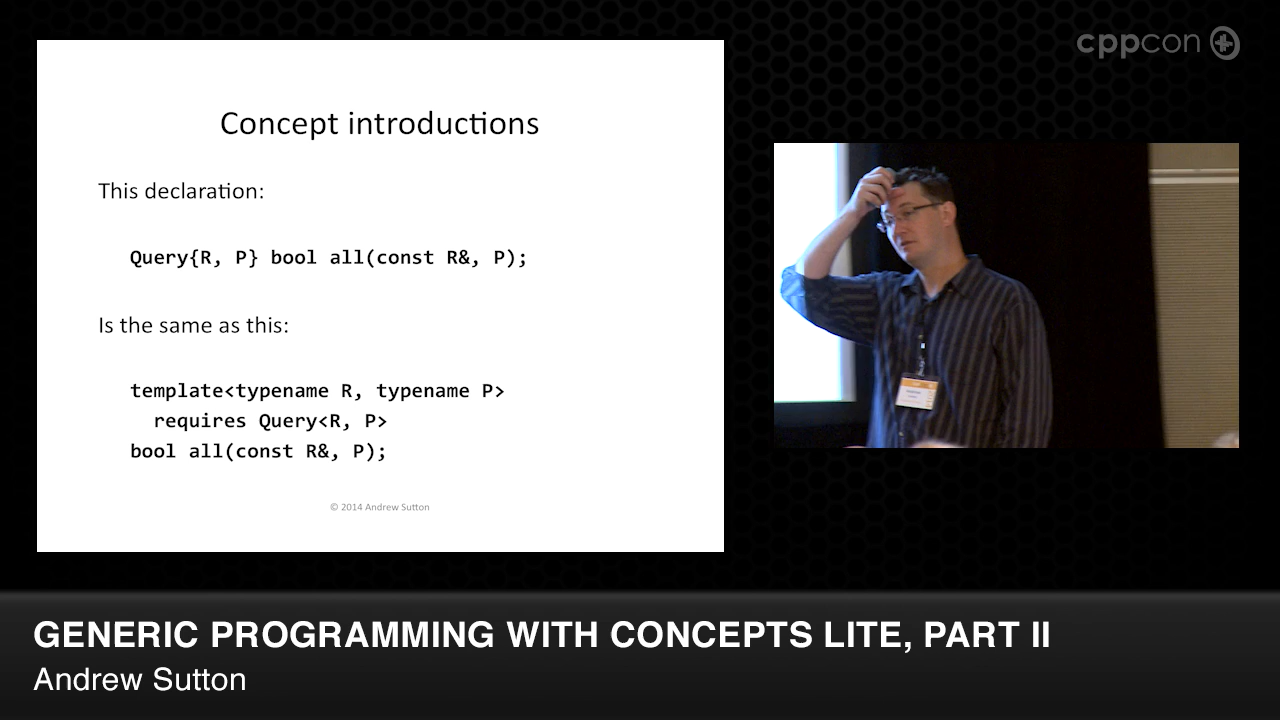 cppcon
Concept introductions
This declaration:
Query{R, P} bool all(const R&, P);
Is the same as this:
template<typename R, typename P>
requires Query<R, P>
bool all(const R&, P);
© 2014 Andrew Sutton
GENERIC PROGRAMMING WITH CONCEPTS LITE, PART II
Andrew Sutton